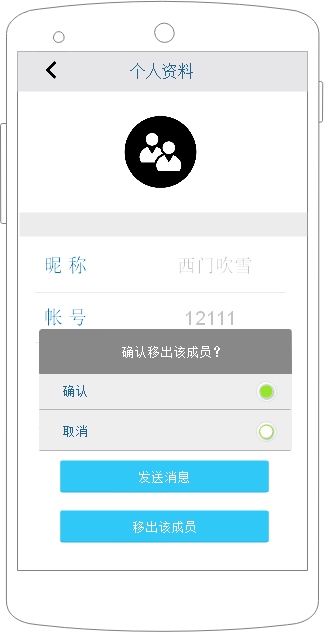 个人资料
昵 称 西门吹雪
帐 号 12111
确认移出该成员？
确认
取消
发送消息
移出该成员